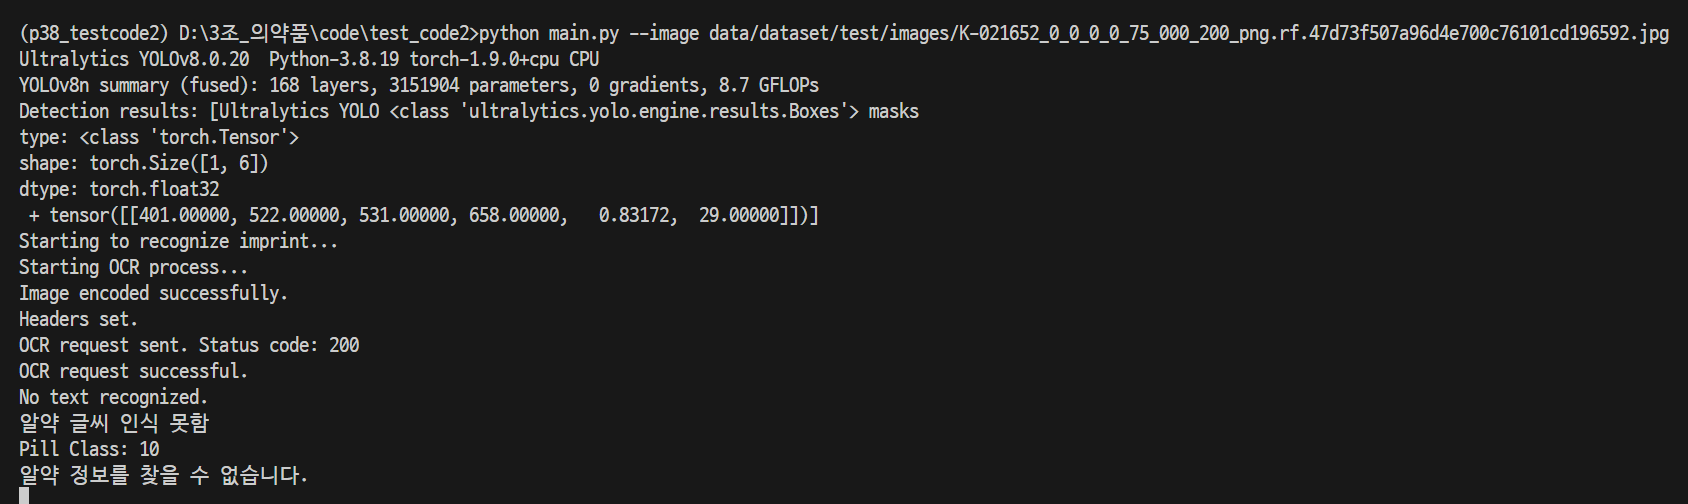 (p38_testcode2) D:\3조_의약품\code\test_code2>python main.py --image data/dataset/test/images/K-021652_0_0_0_0_75_000_200_png.rf.47d73f507a96d4e700c76101cd196592.jpg
Ultralytics YOLOv8.0.20  Python-3.8.19 torch-1.9.0+cpu CPU
YOLOv8n summary (fused): 168 layers, 3151904 parameters, 0 gradients, 8.7 GFLOPs
Detection results: [Ultralytics YOLO <class 'ultralytics.yolo.engine.results.Boxes'> masks
type: <class 'torch.Tensor'>
shape: torch.Size([1, 6])
dtype: torch.float32
 + tensor([[401.00000, 522.00000, 531.00000, 658.00000,   0.83172,  29.00000]])]
Starting to recognize imprint...
Starting OCR process...
Image encoded successfully.
Headers set.
OCR request sent. Status code: 200
OCR request successful.
No text recognized.
알약 글씨 인식 못함
Pill Class: 10
알약 정보를 찾을 수 없습니다.